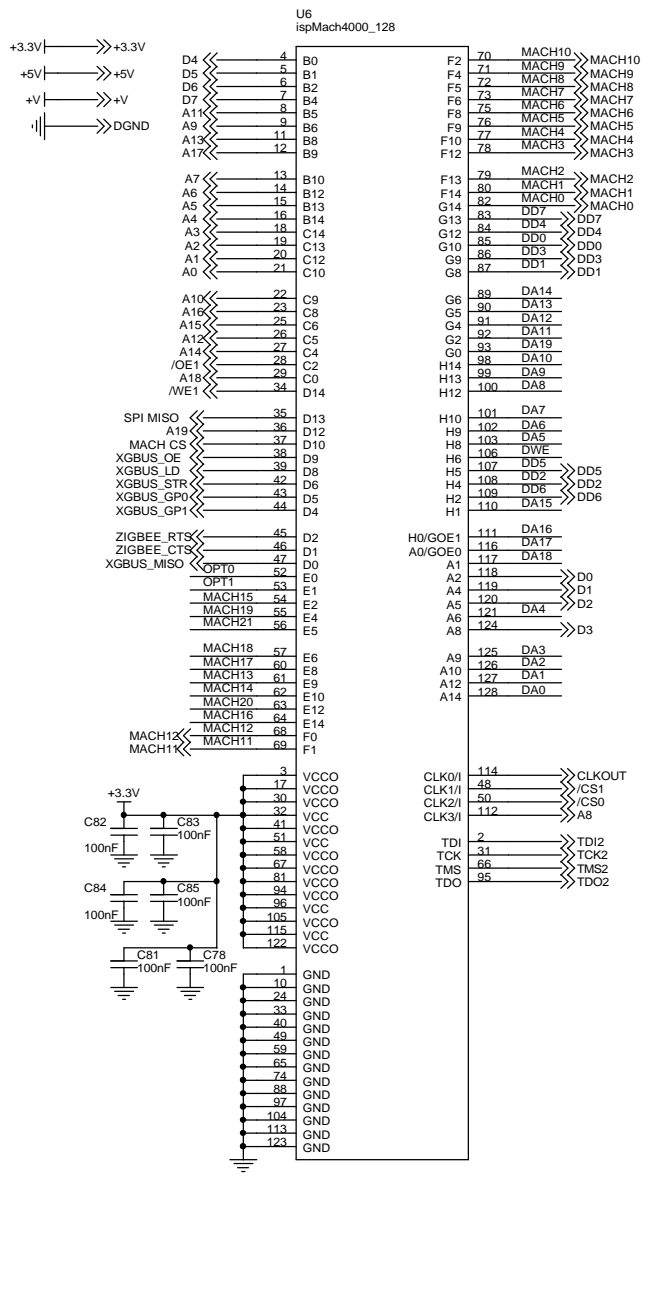 U6
ispMach4000_128
+3.3V +3.3V
+5V +5V
+V +V
DGND
D4 4 B0
D5 5 B1
D6 6 B2
D7 7 B4
A11 8 B5
A9 9 B6
A13 11 B8
A17 12 B9
A7 13 B10
A6 14 B12
A5 15 B13
A4 16 B14
A3 18 C14
A2 19 C13
A1 20 C12
A0 21 C10
A10 22 C9
A16 23 C8
A15 25 C6
A12 26 C5
A14 27 C4
/OE1 28 C2
A18 29 C0
/WE1 34 D14
SPI MISO 35 D13
A19 36 D12
MACH CS 37 D10
XGBUS_OE 38 D9
XGBUS_LD 39 D8
XGBUS_STR 42 D6
XGBUS_GP0 43 D5
XGBUS_GP1 44 D4
ZIGBEE_RTS 45 D2
ZIGBEE_CTS 46 D1
XGBUS_MISO 47 D0
OPT0 52 E0
OPT1 53 E1
MACH15 54 E2
MACH19 55 E4
MACH21 56 E5
MACH18 57 E6
MACH17 60 E8
MACH13 61 E9
MACH14 62 E10
MACH20 63 E12
MACH16 64 E14
MACH12 MACH12 68 F0
MACH11 MACH11 69 F1
3 VCCO
17 VCCO
30 VCCO
32 VCC
41 VCCO
51 VCC
58 VCCO
67 VCCO
81 VCCO
94 VCCO
96 VCC
105 VCCO
115 VCC
122 VCCO
+3.3V
C82 C83
100nF 100nF
C84 C85
100nF 100nF
C81 C78
100nF 100nF
1 GND
10 GND
24 GND
33 GND
40 GND
49 GND
59 GND
65 GND
74 GND
88 GND
97 GND
104 GND
113 GND
123 GND
F2 70 MACH10 MACH10
F4 71 MACH9 MACH9
F5 72 MACH8 MACH8
F6 73 MACH7 MACH7
F8 75 MACH6 MACH6
F9 76 MACH5 MACH5
F10 77 MACH4 MACH4
F12 78 MACH3 MACH3
F13 79 MACH2 MACH2
F14 80 MACH1 MACH1
G14 82 MACH0 MACH0
G13 83 DD7 DD7
G12 84 DD4 DD4
G10 85 DD0 DD0
G9 86 DD3 DD3
G8 87 DD1 DD1
G6 89 DA14
G5 90 DA13
G4 91 DA12
G2 92 DA11
G0 93 DA19
H14 98 DA10
H13 99 DA9
H12 100 DA8
H10 101 DA7
H9 102 DA6
H8 103 DA5
H6 106 DWE
H5 107 DD5 DD5
H4 108 DD2 DD2
H2 109 DD6 DD6
H1 110 DA15
H0/GOE1 111 DA16
A0/GOE0 116 DA17
A1 117 DA18
A2 118 D0
A4 119 D1
A5 120 D2
A6 121 DA4
A8 124 D3
A9 125 DA3
A10 126 DA2
A12 127 DA1
A14 128 DA0
CLK0/I 114 CLKOUT
CLK1/I 48 /CS1
CLK2/I 50 /CS0
CLK3/I 112 A8
TDI 2 TDI2
TCK 31 TCK2
TMS 66 TMS2
TDO 95 TDO2